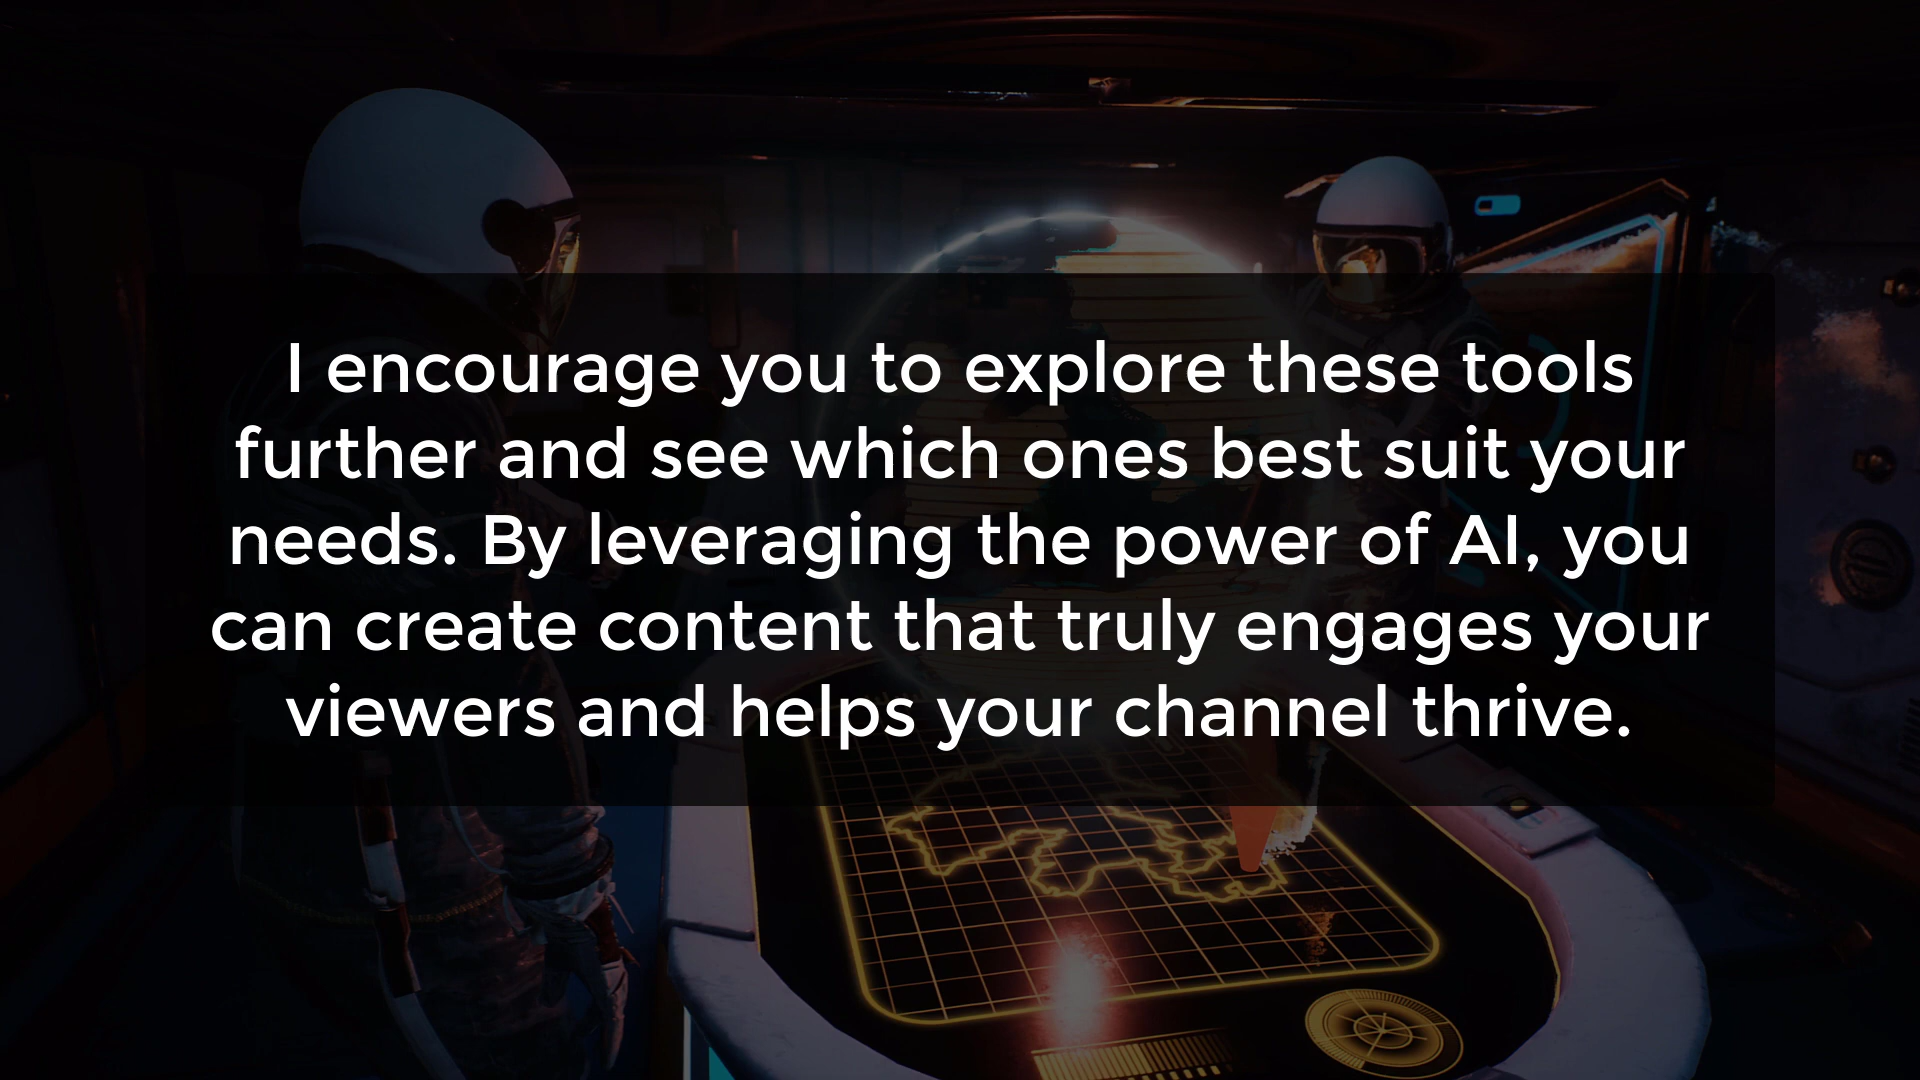 I encourage you to explore these tools
further and see which ones best suit your
needs. By leveraging the power of AI, you
can create content that truly engages your
viewers and helps your channel thrive.